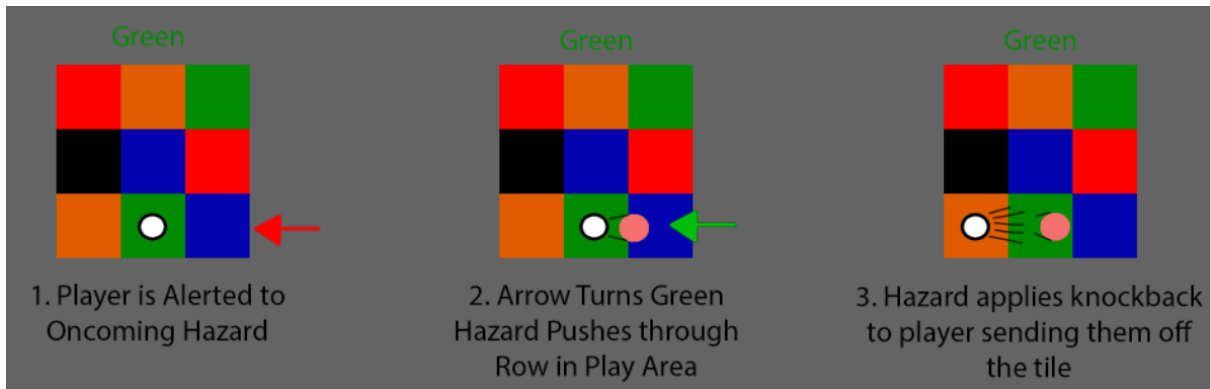 Green
Green
Green
1. Player is Alerted to
Oncoming Hazard
2. Arrow Turns Green
Hazard Pushes through
Row in Play Area
3. Hazard applies knockback
to player sending them off
the tile